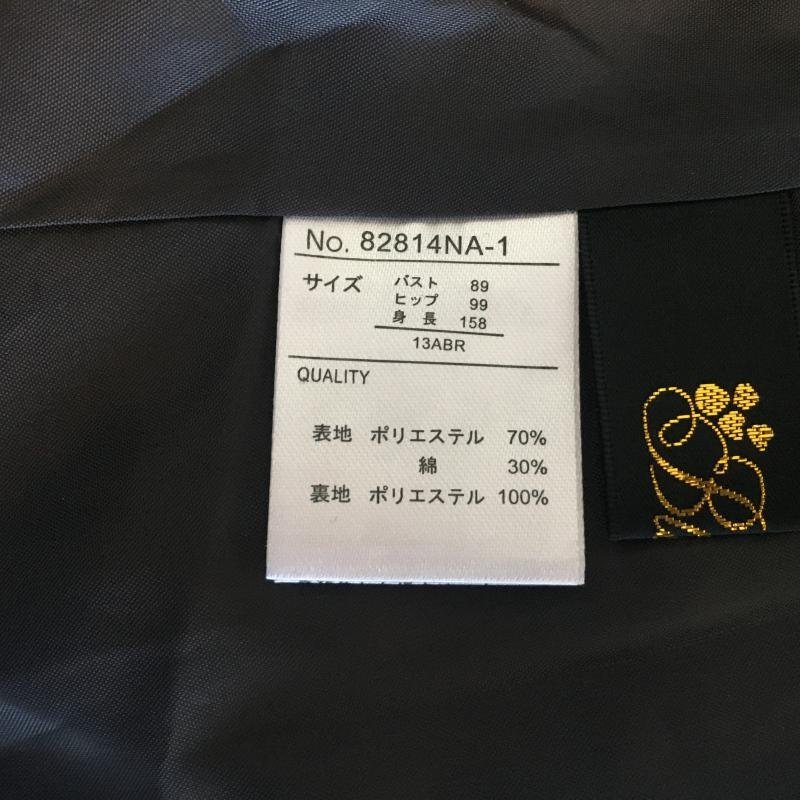 No. 82814NA-1
サイズ バスト 89
ヒップ 99
身長 158
13ABR
QUALITY
表地 ポリエステル 70%
綿 30%
裏地 ポリエステル 100%